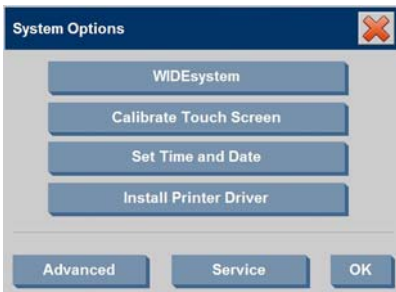 System Options
WIDEsystem
Calibrate Touch Screen
Set Time and Date
Install Printer Driver
Advanced Service OK